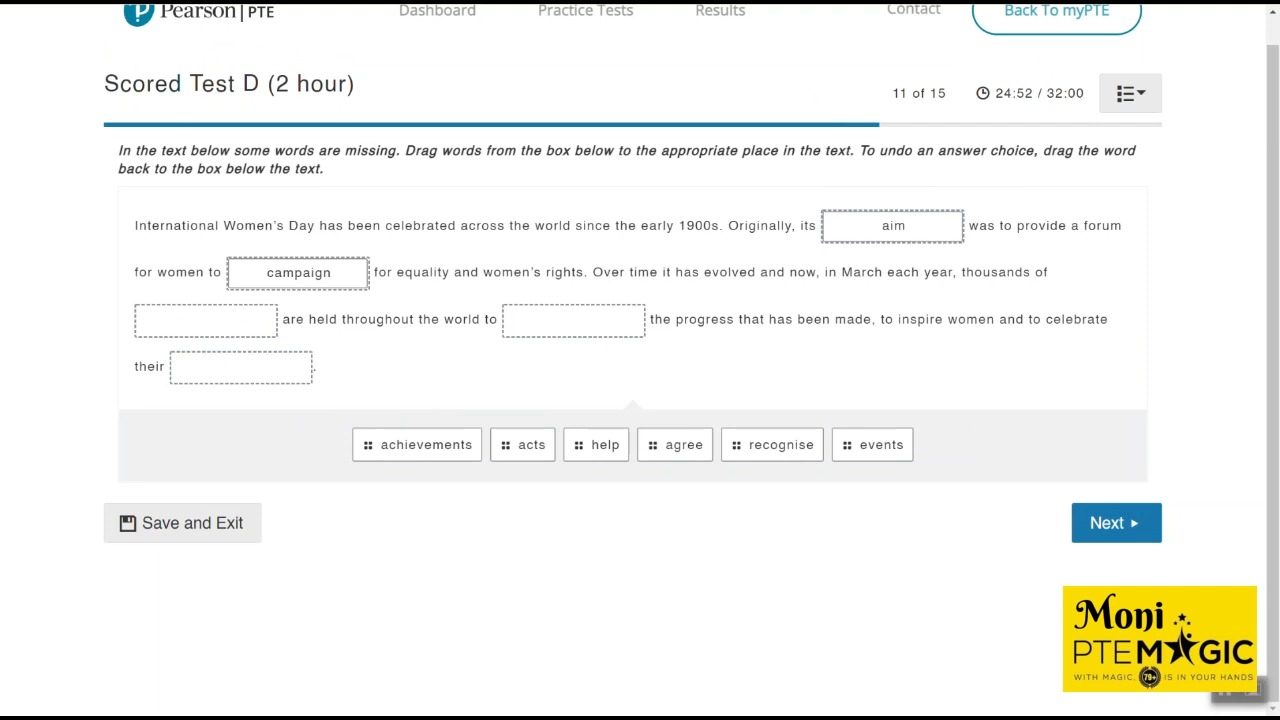 Pearson | PTE Dashboard Practice Tests Results Contact Back To myPTE
Scored Test D (2 hour)
11 of 15 24:52 / 32:00
In the text below some words are missing. Drag words from the box below to the appropriate place in the text. To undo an answer choice, drag the word
back to the box below the text.
International Women's Day has been celebrated across the world since the early 1900s. Originally, its aim was to provide a forum
for women to campaign for equality and women's rights. Over time it has evolved and now, in March each year, thousands of
are held throughout the world to the progress that has been made, to inspire women and to celebrate
their .
achievements acts help agree recognise events
Save and Exit Next
Moni
PTEMAGIC
WITH MAGIC, 79+ IS IN YOUR HANDS